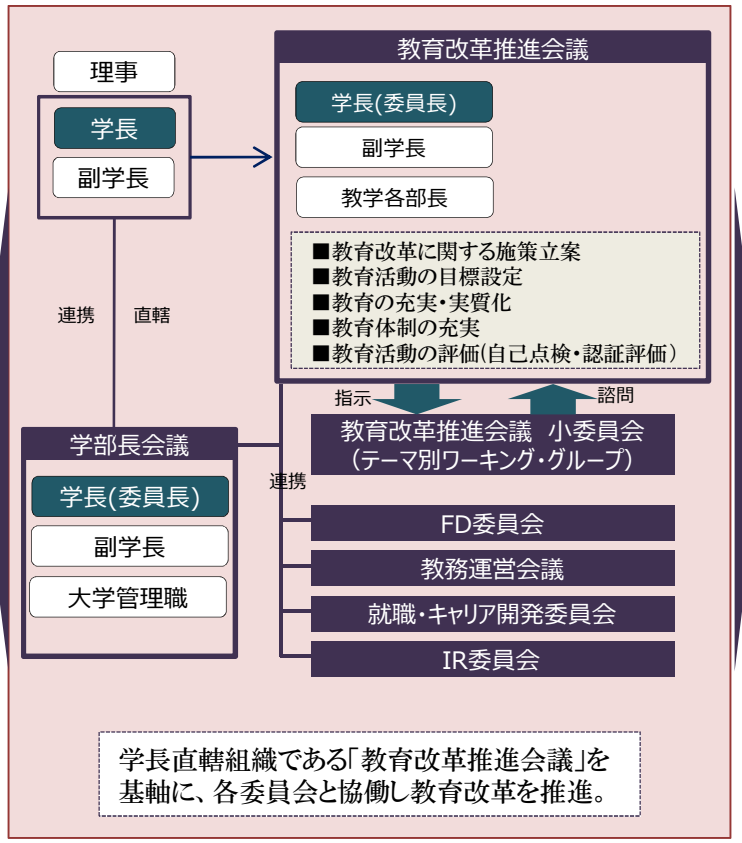 理事
学長
副学長
教育改革推進会議
学長(委員長)
副学長
教学各部長
■教育改革に関する施策立案
■教育活動の目標設定
■教育の充実・実質化
■教育体制の充実
■教育活動の評価(自己点検・認証評価)
連携
直轄
指示
諮問
教育改革推進会議 小委員会
(テーマ別ワーキング・グループ)
学部長会議
学長(委員長)
副学長
大学管理職
連携
FD委員会
教務運営会議
就職・キャリア開発委員会
IR委員会
学長直轄組織である「教育改革推進会議」を
基軸に、各委員会と協働し教育改革を推進。